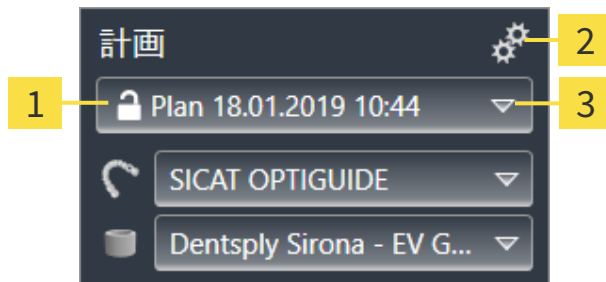 計画
2
1
Plan 18.01.2019 10:44
3
SICAT OPTIGUIDE
Dentsply Sirona - EV G...